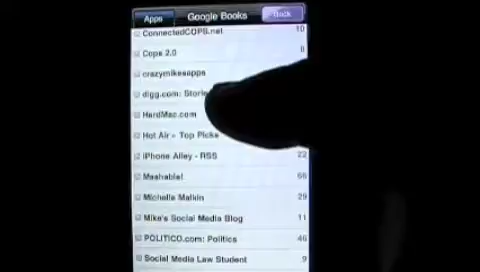 Apps Google Books Back
ConnectedCOPS.net 10
Cops 2.0 8
crazymikesapps
digg.com:
HardMac.com
Hot Air » Top Picks
iPhone Alley - RSS 22
Mashable! 66
Michelle Malkin 29
Mike's Social Media Blog 11
POLITICO.com: Politics 46
Social Media Law Student 9